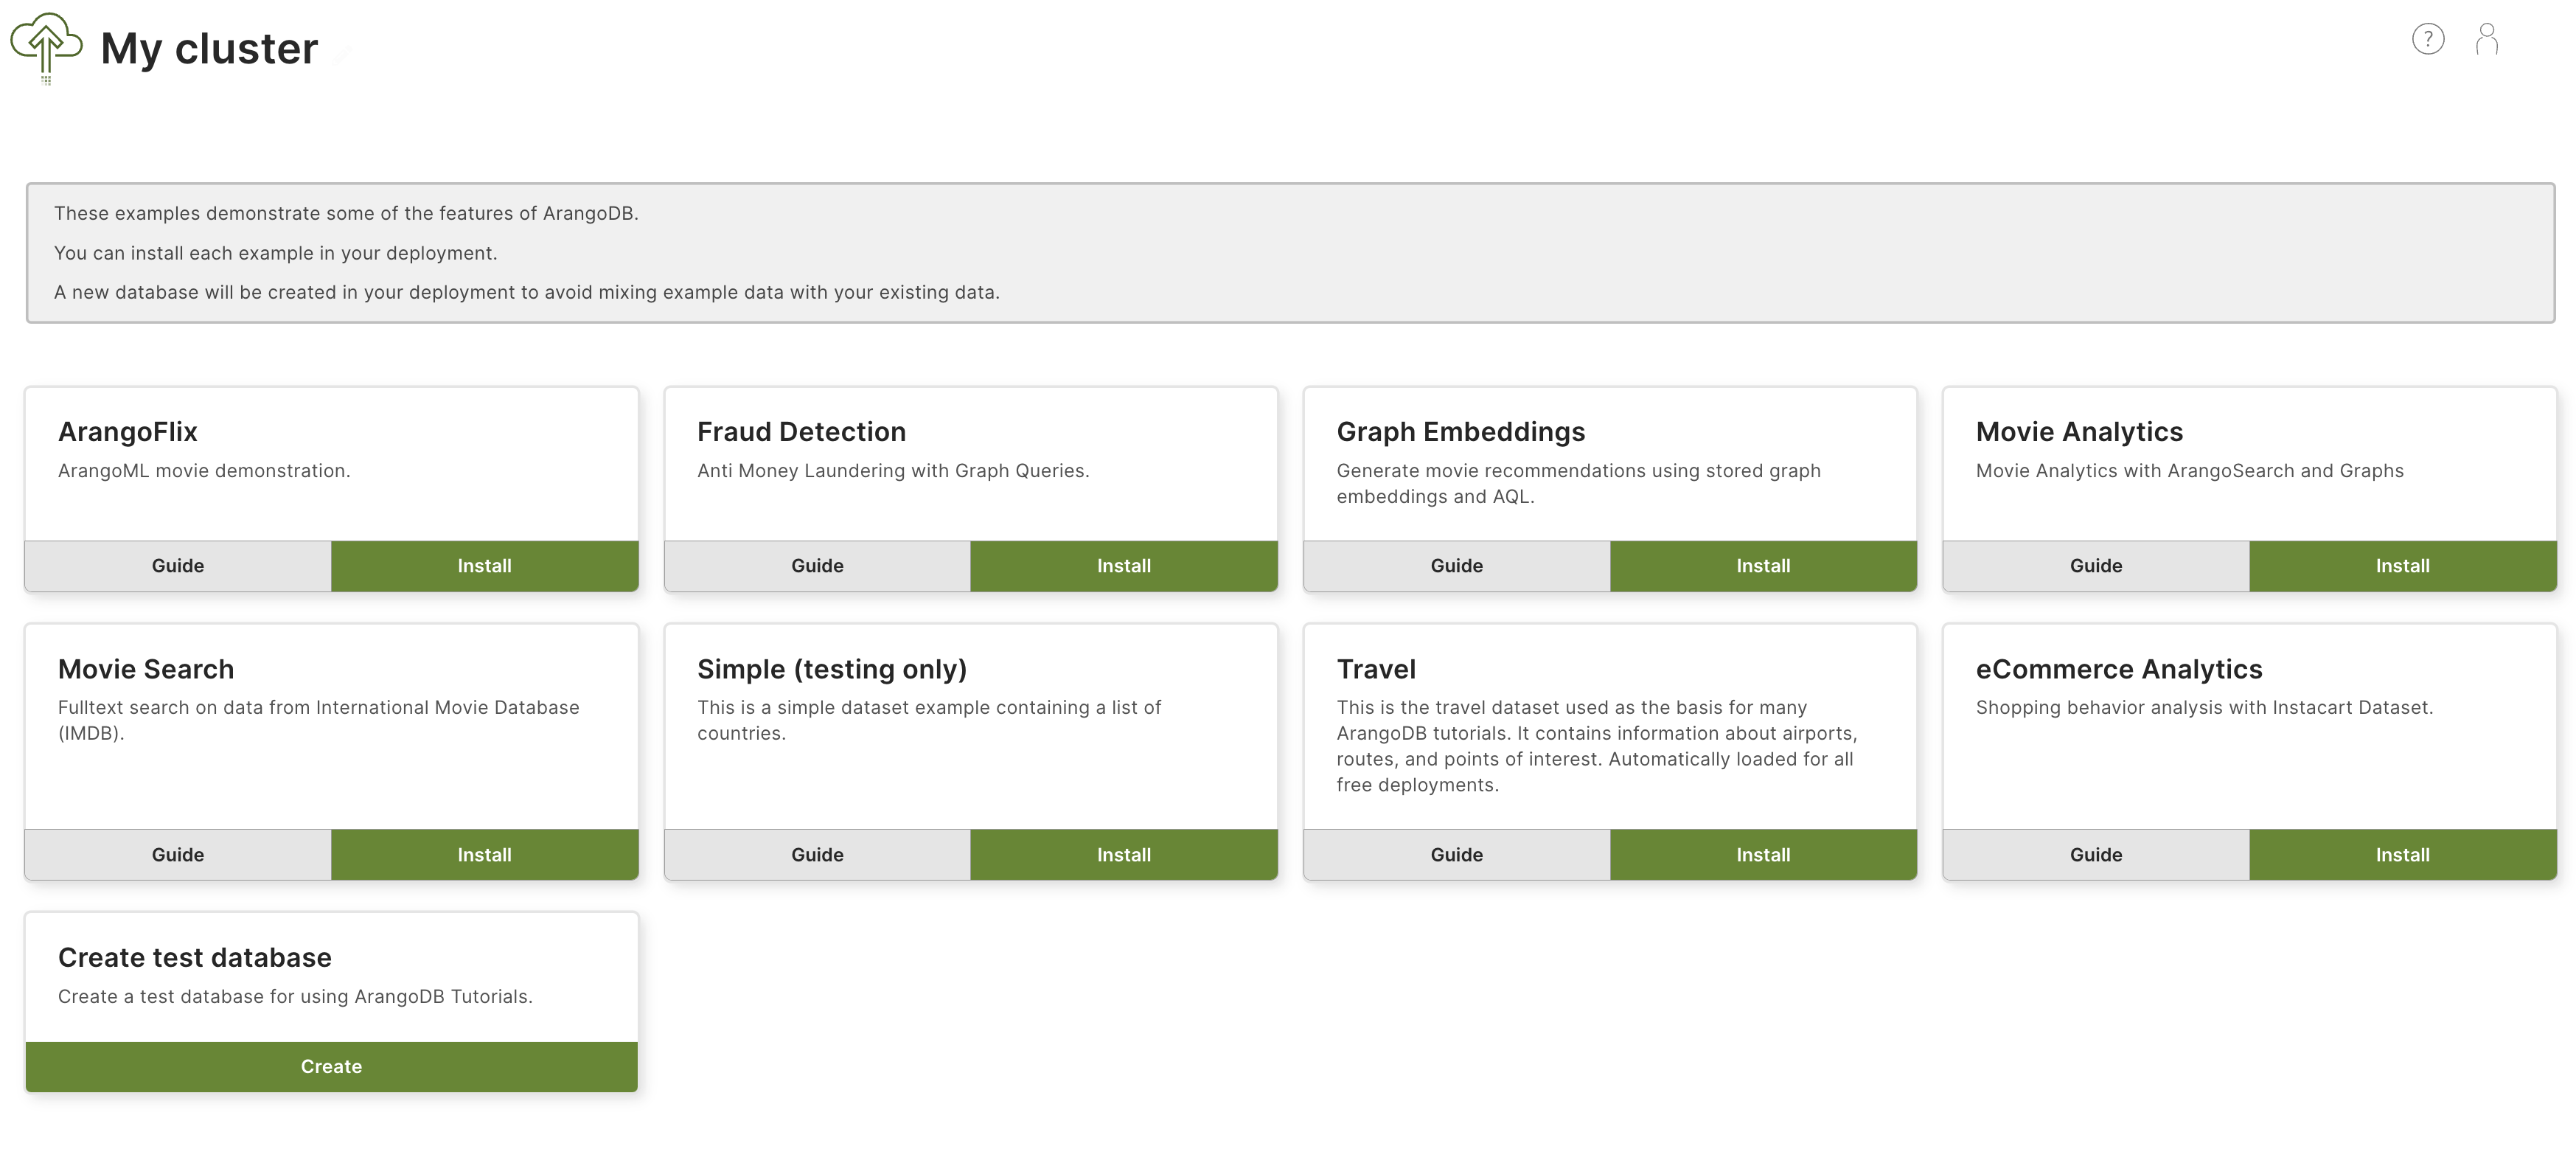 My cluster
?
These examples demonstrate some of the features of ArangoDB.
You can install each example in your deployment.
A new database will be created in your deployment to avoid mixing example data with your existing data.
ArangoFlix
ArangoML movie demonstration.
Guide
Install
Fraud Detection
Anti Money Laundering with Graph Queries.
Guide
Install
Graph Embeddings
Generate movie recommendations using stored graph
embeddings and AQL.
Guide
Install
Movie Analytics
Movie Analytics with ArangoSearch and Graphs
Guide
Install
Movie Search
Fulltext search on data from International Movie Database
(IMDB).
Guide
Install
Simple (testing only)
This is a simple dataset example containing a list of
countries.
Guide
Install
Travel
This is the travel dataset used as the basis for many
ArangoDB tutorials. It contains information about airports,
routes, and points of interest. Automatically loaded for all
free deployments.
Guide
Install
eCommerce Analytics
Shopping behavior analysis with Instacart Dataset.
Guide
Install
Create test database
Create a test database for using ArangoDB Tutorials.
Create